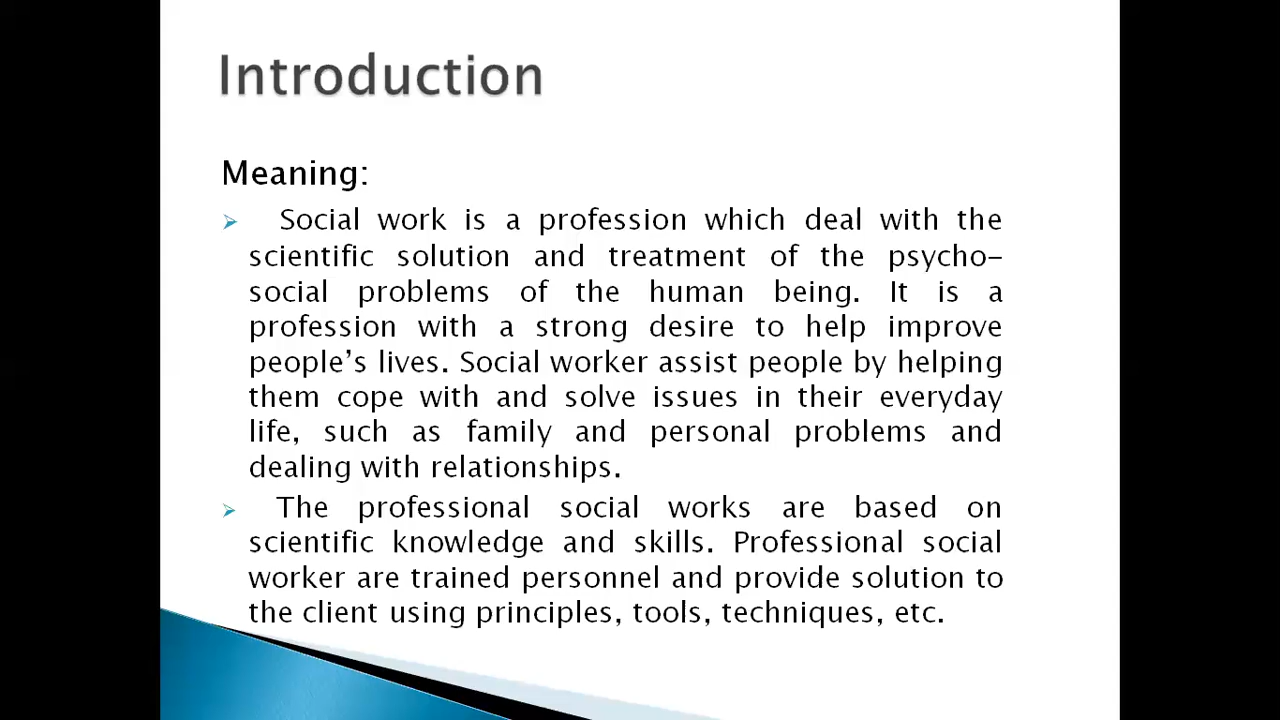 Introduction
Meaning:
Social work is a profession which deal with the
scientific solution and treatment of the psycho-
social problems of the human being. It is a
profession with a strong desire to help improve
people’s lives. Social worker assist people by helping
them cope with and solve issues in their everyday
life, such as family and personal problems and
dealing with relationships.
The professional social works are based on
scientific knowledge and skills. Professional social
worker are trained personnel and provide solution to
the client using principles, tools, techniques, etc.